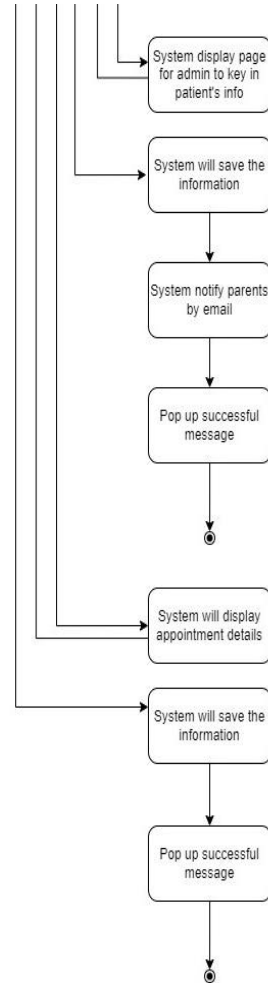 System display page
for admin to key in
patient's info
System will save the
information
System notify parents
by email
Pop up successful
message
System will display
appointment details
System will save the
information
Pop up successful
message